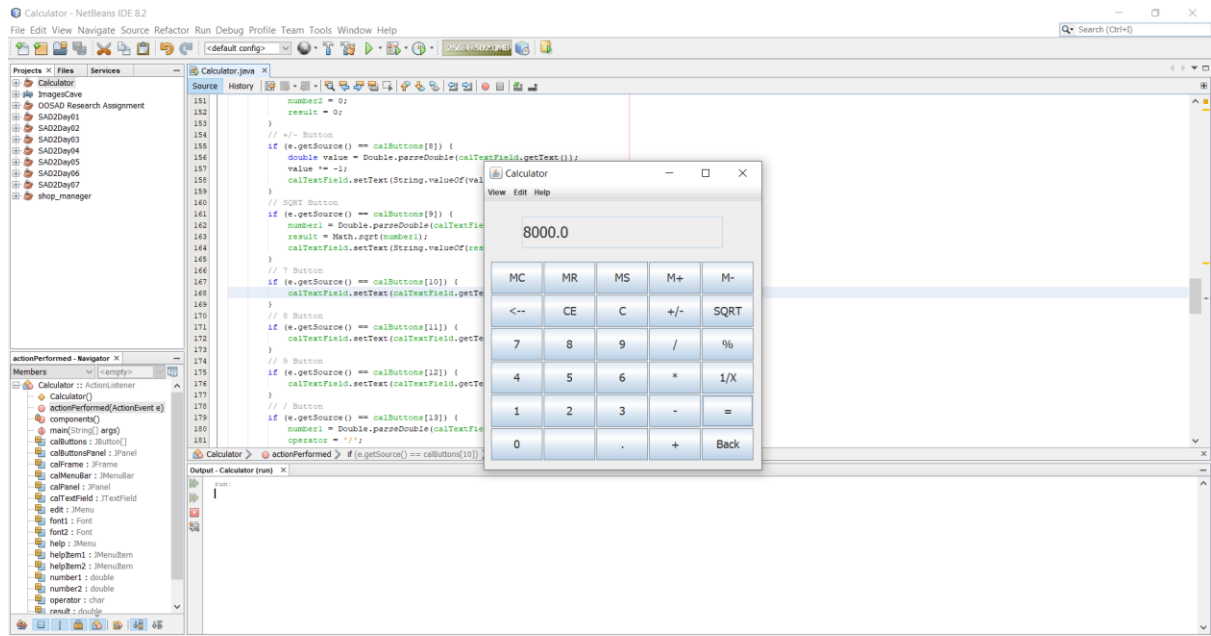 Calculator - NetBeans IDE 8.2
File Edit View Navigate Source Refactor Run Debug Profile Team Tools Window Help
Search (Ctrl+I)
<default config>
Projects Files Services
Calculator
ImagesCave
OOSAD Research Assignment
SAD2Day01
SAD2Day02
SAD2Day03
SAD2Day04
SAD2Day05
SAD2Day06
SAD2Day07
shop_manager
actionPerformed - Navigator
Members <empty>
Calculator :: ActionListener
Calculator()
actionPerformed(ActionEvent e)
components()
main(String[] args)
calButtons : JButton[]
calButtonsPanel : JPanel
calFrame : JFrame
calMenuBar : JMenuBar
calPanel : JPanel
calTextField : JTextField
edit : JMenu
font1 : Font
font2 : Font
help : JMenu
helpItem1 : JMenuItem
helpItem2 : JMenuItem
number1 : double
number2 : double
operator : char
result : double
Calculator.java
Source History
151 number2 = 0;
152 result = 0;
153 }
154 // +/- Button
155 if (e.getSource() == calButtons[8]) {
156 double value = Double.parseDouble(calTextField.getText());
157 value *= -1;
158 calTextField.setText(String.valueOf(val
159 }
160 // SQRT Button
161 if (e.getSource() == calButtons[9]) {
162 number1 = Double.parseDouble(calTextFie
163 result = Math.sqrt(number1);
164 calTextField.setText(String.valueOf(res
165 }
166 // 7 Button
167 if (e.getSource() == calButtons[10]) {
168 calTextField.setText(calTextField.getTe
169 }
170 // 8 Button
171 if (e.getSource() == calButtons[11]) {
172 calTextField.setText(calTextField.getTe
173 }
174 // 9 Button
175 if (e.getSource() == calButtons[12]) {
176 calTextField.setText(calTextField.getTe
177 }
178 // / Button
179 if (e.getSource() == calButtons[13]) {
180 number1 = Double.parseDouble(calTextFie
181 operator = '/';
Calculator actionPerformed if (e.getSource() == calButtons[10])
Output - Calculator (run)
run:
Calculator
View Edit Help
8000.0
MC MR MS M+ M-
<-- CE C +/- SQRT
7 8 9 / %
4 5 6 * 1/X
1 2 3 - =
0 . + Back